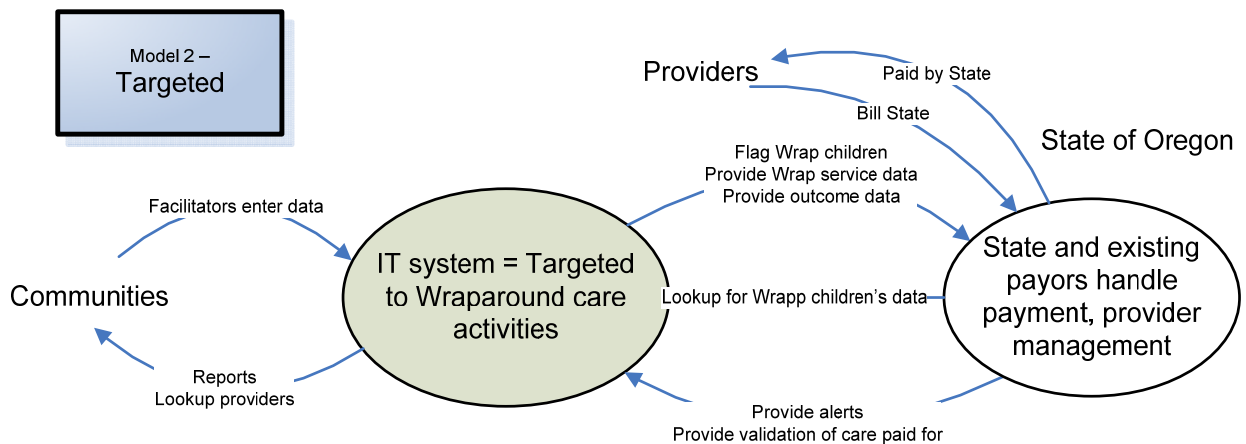 Model 2 –
Targeted
Providers
Paid by State
Bill State
State of Oregon
Flag Wrap children
Provide Wrap service data
Provide outcome data
Facilitators enter data
Communities
IT system = Targeted
to Wraparound care
activities
Lookup for Wrapp children's data
State and existing
payors handle
payment, provider
management
Reports
Lookup providers
Provide alerts
Provide validation of care paid for